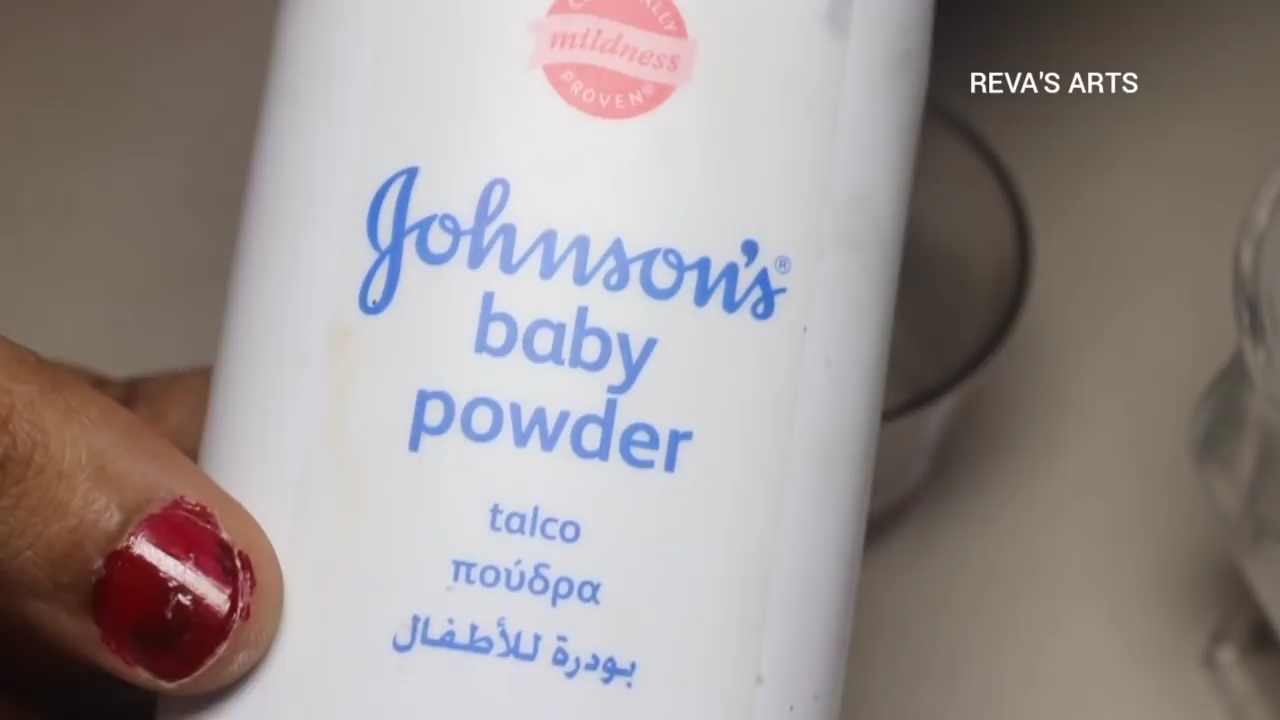 REVA'S ARTS
mildness
PROVEN®
Johnson's®
baby
powder
talco
πούδρα
بودرة للأطفال